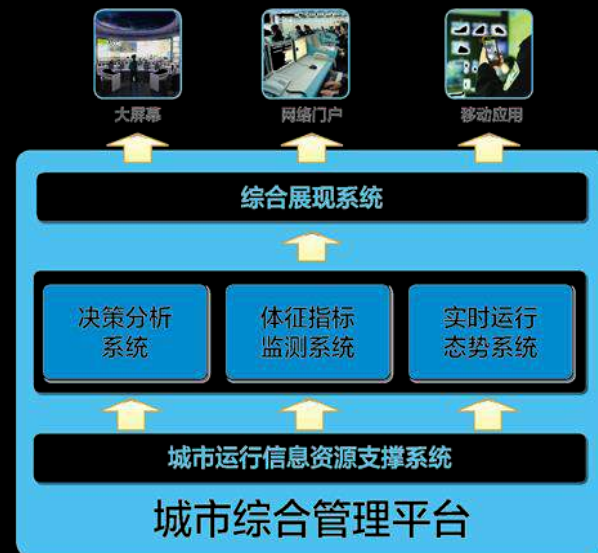 大屏幕
网络门户
移动应用
综合展现系统
决策分析
系统
体征指标
监测系统
实时运行
态势系统
城市运行信息资源支撑系统
城市综合管理平台